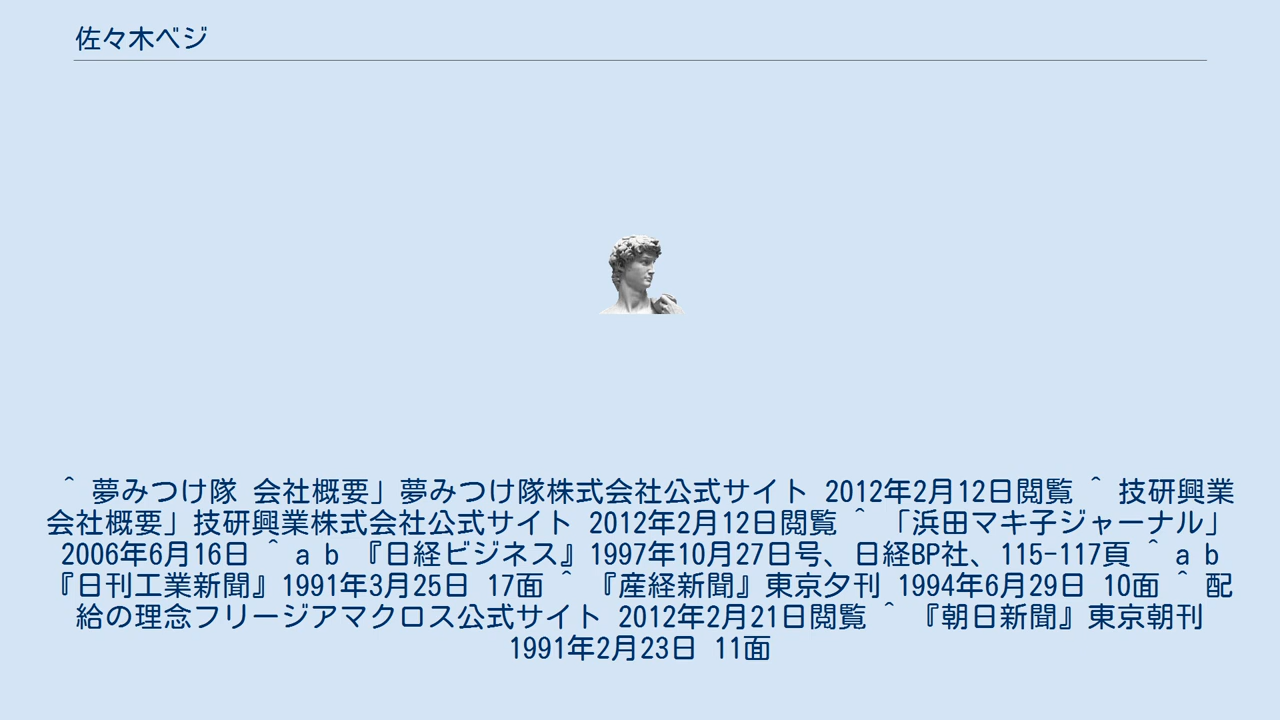 佐々木ベジ
^ 夢みつけ隊 会社概要」夢みつけ隊株式会社公式サイト 2012年2月12日閲覧 ^ 技研興業
会社概要」技研興業株式会社公式サイト 2012年2月12日閲覧 ^ 「浜田マキ子ジャーナル」
2006年6月16日 ^ a b 『日経ビジネス』1997年10月27日号、日経BP社、115-117頁 ^ a b
『日刊工業新聞』1991年3月25日 17面 ^ 『産経新聞』東京夕刊 1994年6月29日 10面 ^ 配
給の理念フリージアマクロス公式サイト 2012年2月21日閲覧 ^ 『朝日新聞』東京朝刊
1991年2月23日 11面